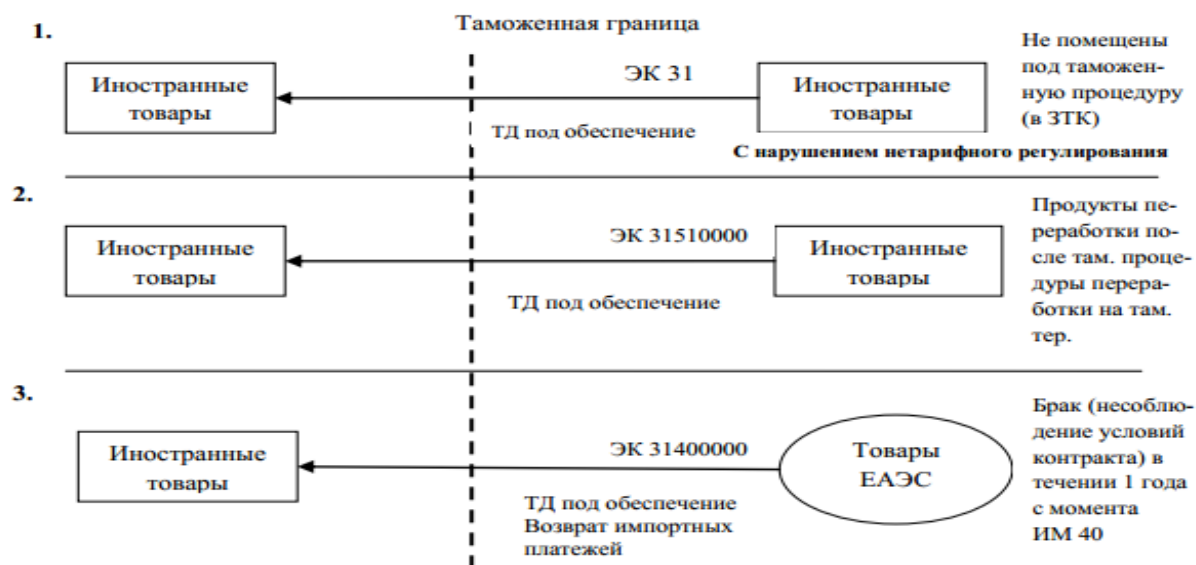 Таможенная граница
1.
Иностранные
товары
ЭК 31
ТД под обеспечение
Иностранные
товары
Не помещены
под таможен-
ную процедуру
(в ЗТК)
С нарушением нетарифного регулирования
2.
Иностранные
товары
ЭК 31510000
ТД под обеспечение
Иностранные
товары
Продукты пе-
реработки по-
сле там. проце-
дуры перера-
ботки на там.
тер.
3.
Иностранные
товары
ЭК 31400000
ТД под обеспечение
Возврат импортных
платежей
Товары
ЕАЭС
Брак (несоблю-
дение условий
контракта) в
течении 1 года
с момента
ИМ 40